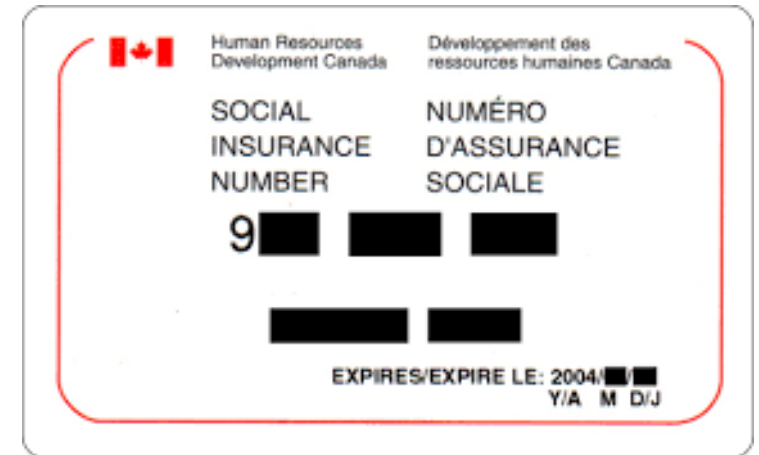 Human Resources
Development Canada
Développement des
ressources humaines Canada
SOCIAL
INSURANCE
NUMBER
NUMÉRO
D'ASSURANCE
SOCIALE
9
EXPIRES/EXPIRE LE: 2004/ /
Y/A M D/J